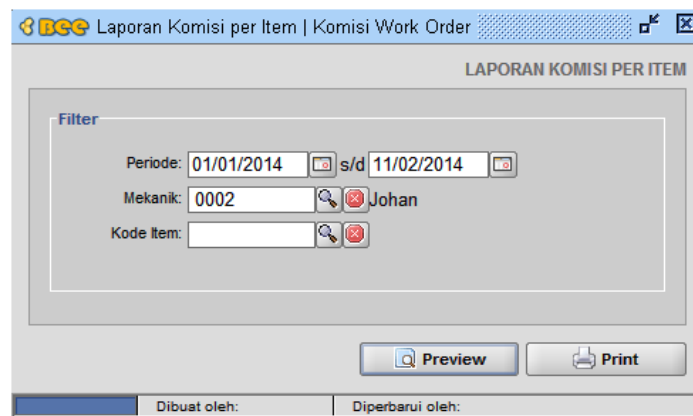 BEE Laporan Komisi per Item | Komisi Work Order
LAPORAN KOMISI PER ITEM
Filter
Periode: 01/01/2014 s/d 11/02/2014
Mekanik: 0002 Johan
Kode Item:
Preview Print
Dibuat oleh: Diperbarui oleh: